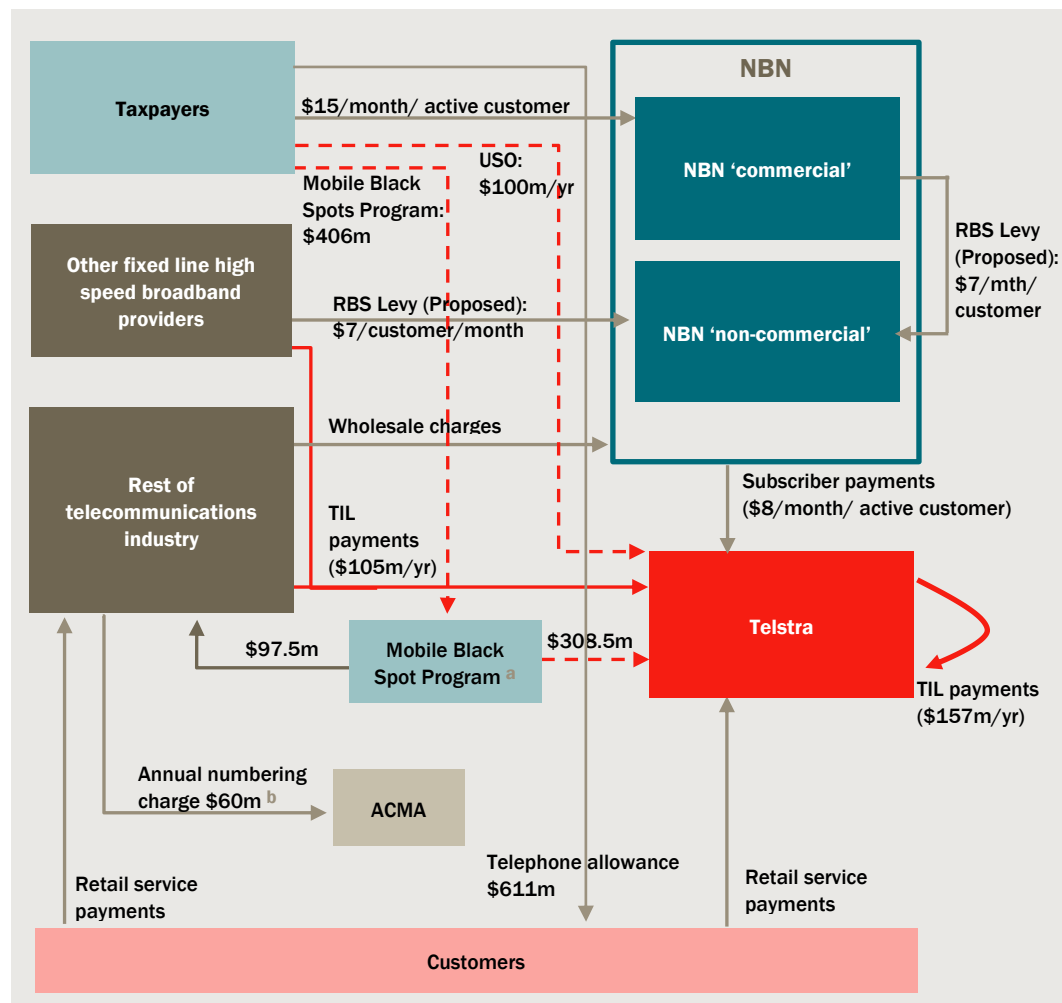 NBN
Taxpayers
$15/month/ active customer
USO:
$100m/yr
Mobile Black
Spots Program:
$406m
NBN ‘commercial’
RBS Levy
(Proposed):
$7/mth/
customer
Other fixed line high
speed broadband
providers
RBS Levy (Proposed):
$7/customer/month
NBN ‘non-commercial’
Wholesale charges
Rest of
telecommunications
industry
Subscriber payments
($8/month/ active customer)
TIL
payments
($105m/yr)
Telstra
$97.5m
Mobile Black
Spot Program a
$308.5m
TIL payments
($157m/yr)
Annual numbering
charge $60m b
ACMA
Telephone allowance
$611m
Retail service
payments
Retail service
payments
Customers